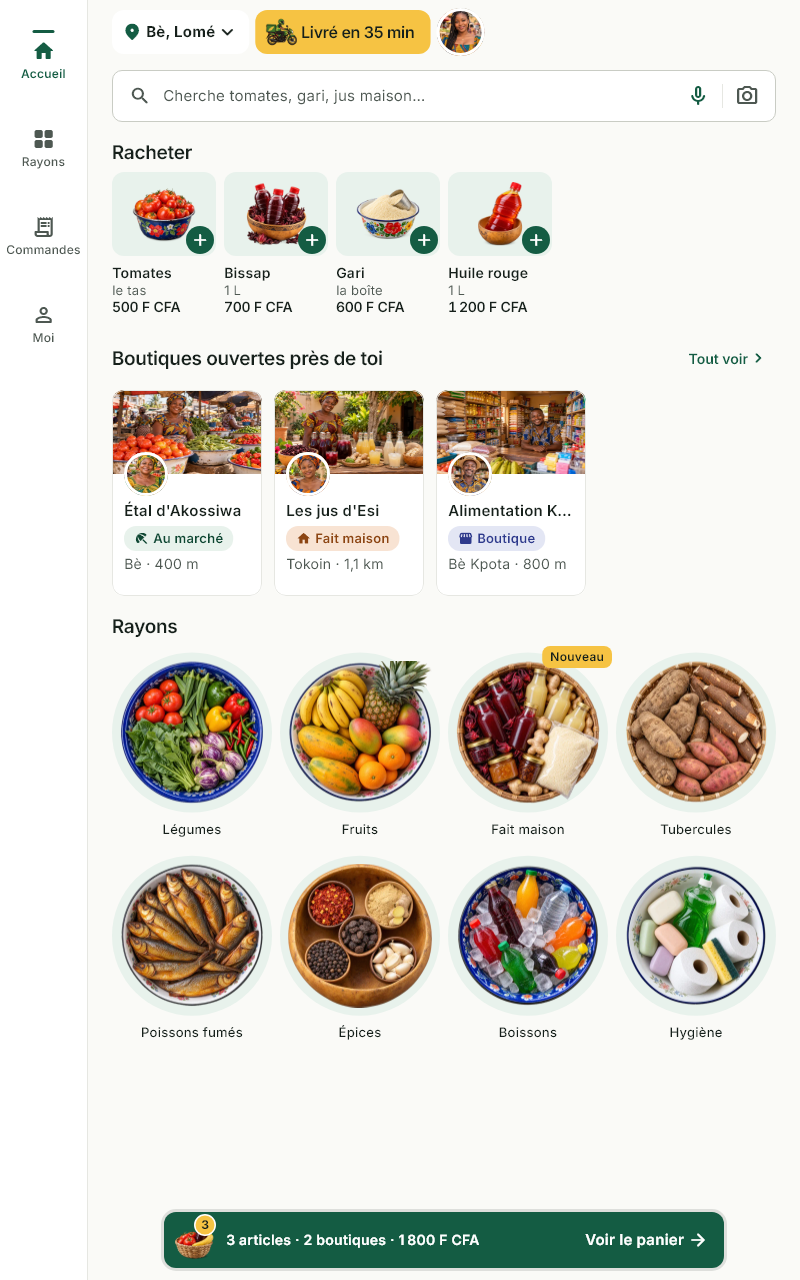 Accueil
Rayons
Commandes
Moi
Bè, Lomé
Livré en 35 min
Cherche tomates, gari, jus maison...
Racheter
Tomates
le tas
500 F CFA
Bissap
1 L
700 F CFA
Gari
la boîte
600 F CFA
Huile rouge
1 L
1 200 F CFA
Boutiques ouvertes près de toi
Tout voir
Étal d'Akossiwa
Au marché
Bè · 400 m
Les jus d'Esi
Fait maison
Tokoin · 1,1 km
Alimentation K...
Boutique
Bè Kpota · 800 m
Rayons
Nouveau
Légumes
Fruits
Fait maison
Tubercules
Poissons fumés
Épices
Boissons
Hygiène
3
3 articles · 2 boutiques · 1 800 F CFA
Voir le panier